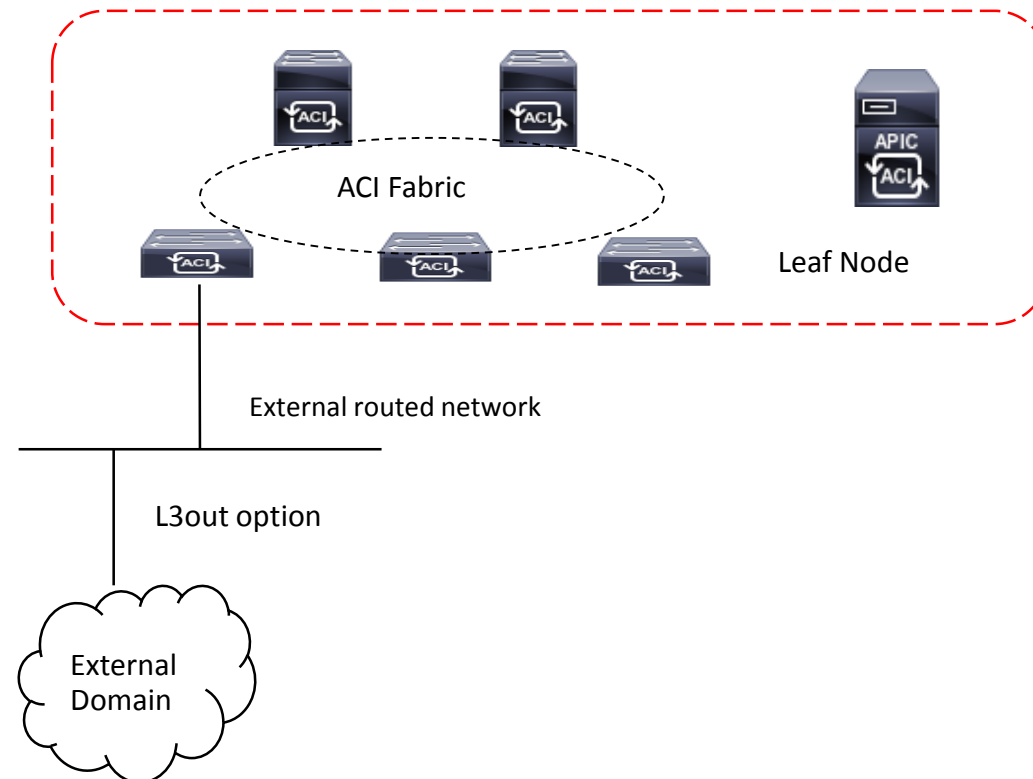 ACI
ACI
APIC
ACI
ACI Fabric
ACI
ACI
ACI
Leaf Node
External routed network
L3out option
External
Domain